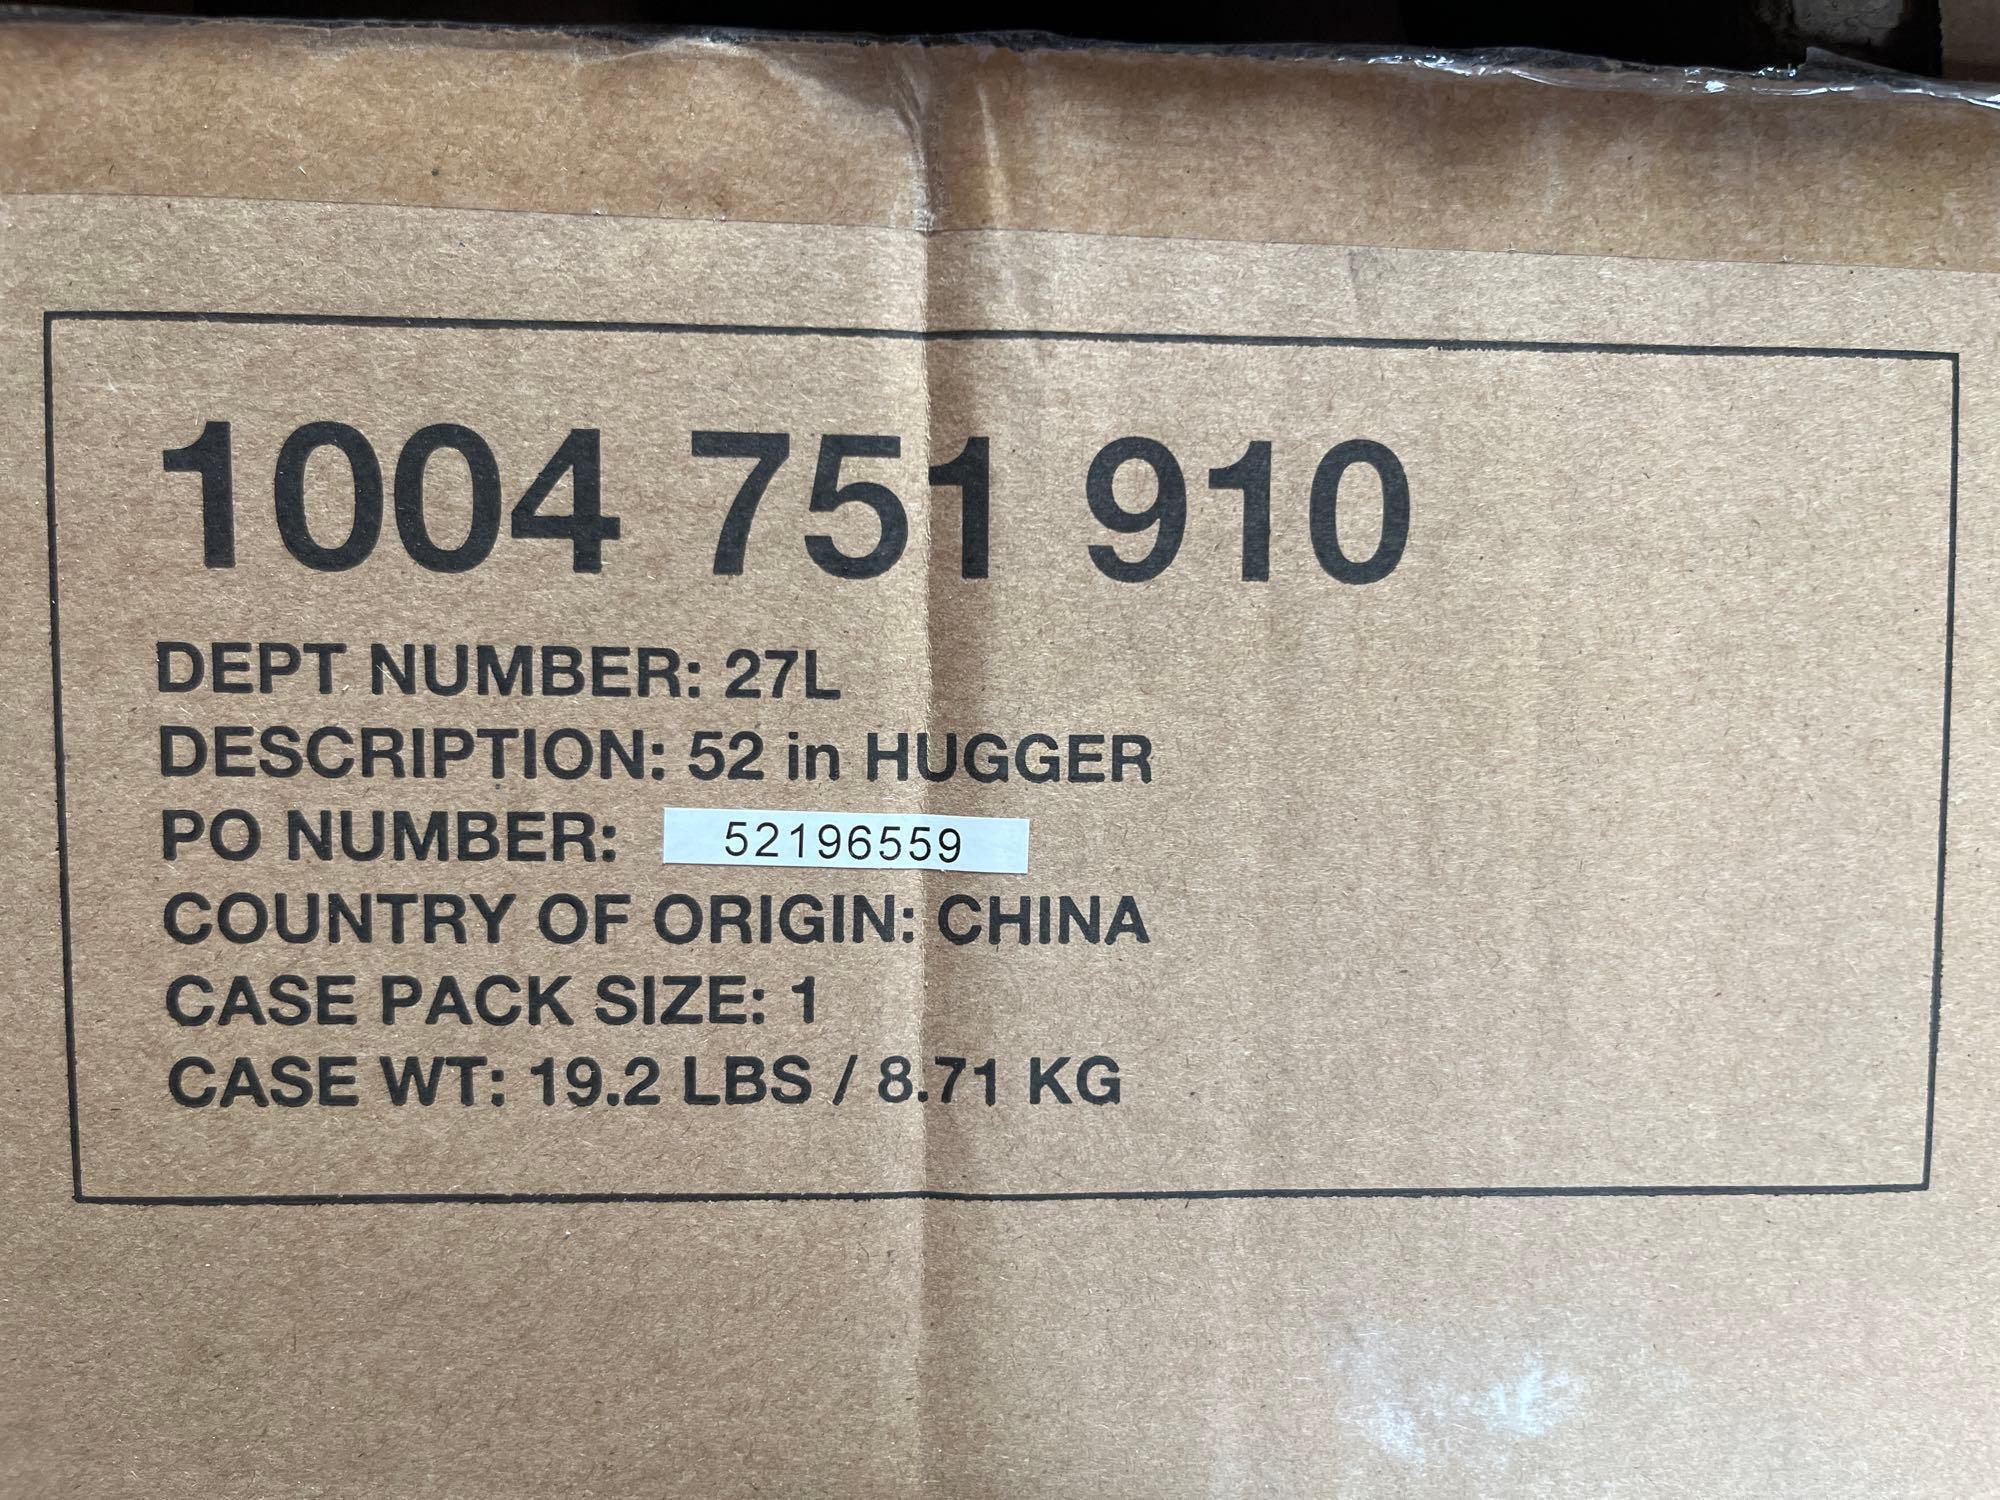 1004 751 910
DEPT NUMBER: 27L
DESCRIPTION: 52 in HUGGER
PO NUMBER: 52196559
COUNTRY OF ORIGIN: CHINA
CASE PACK SIZE: 1
CASE WT: 19.2 LBS / 8.71 KG